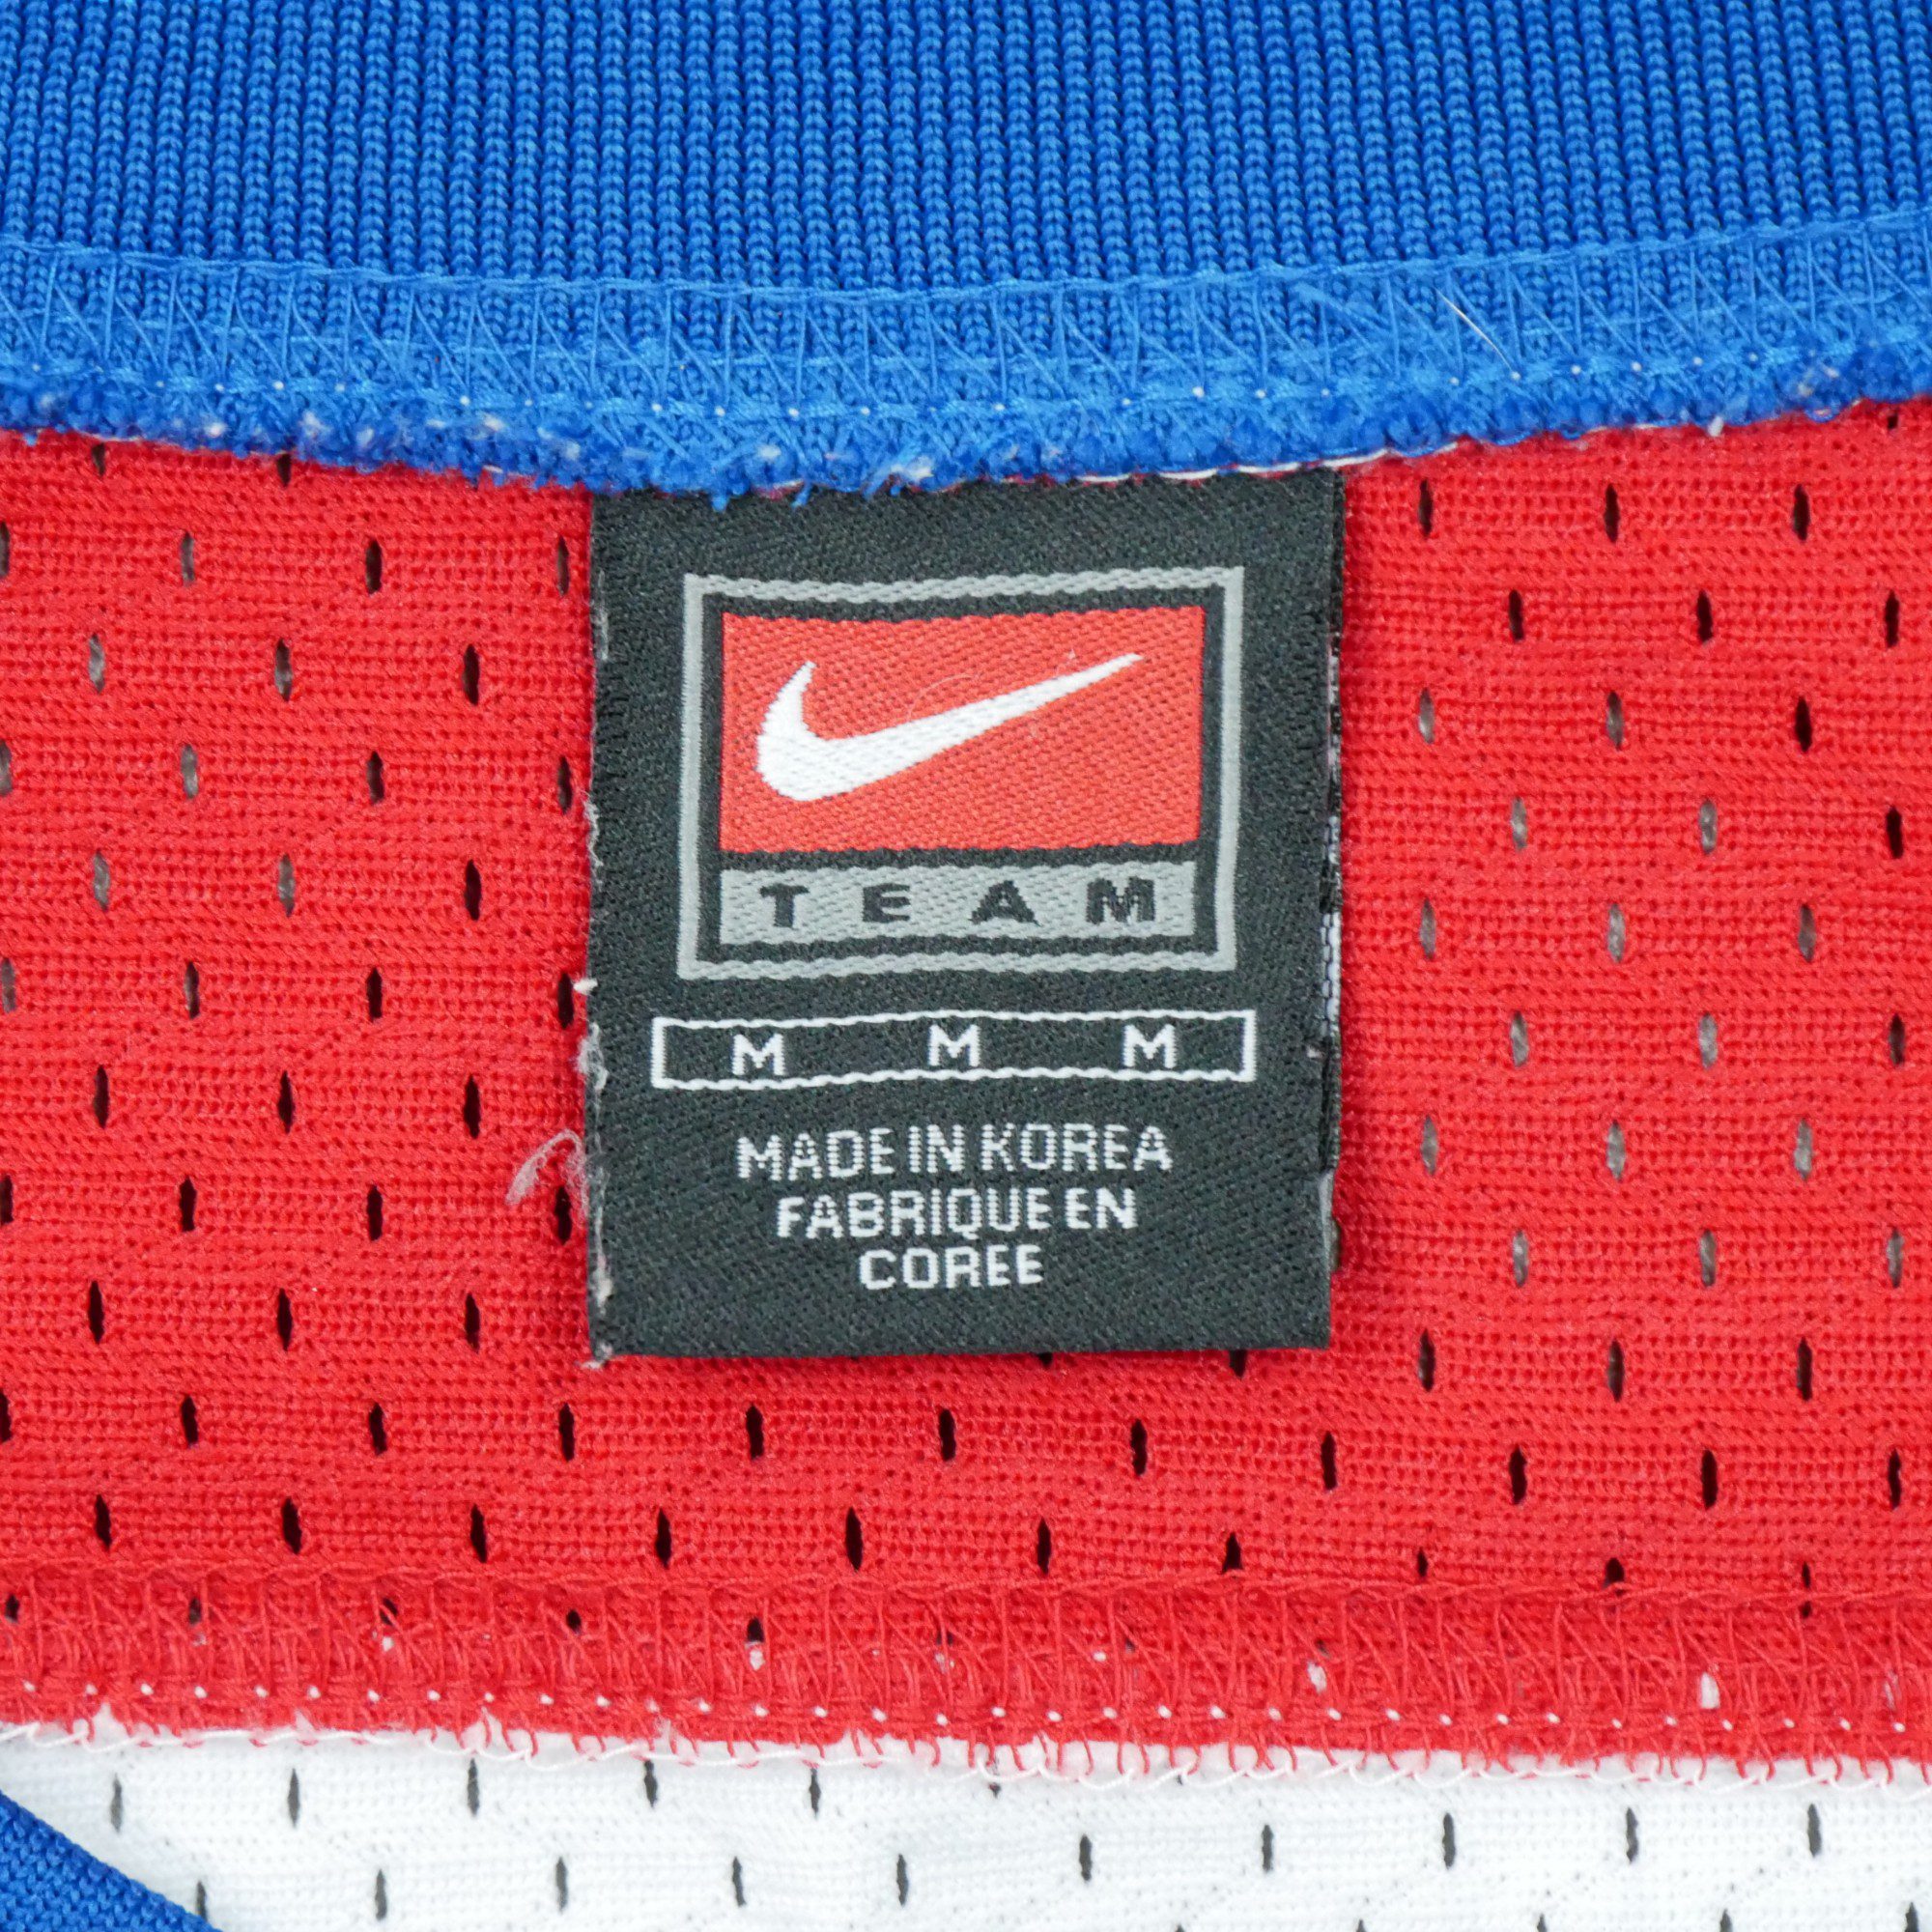 TEAM
M M M
MADE IN KOREA
FABRIQUE EN
COREE